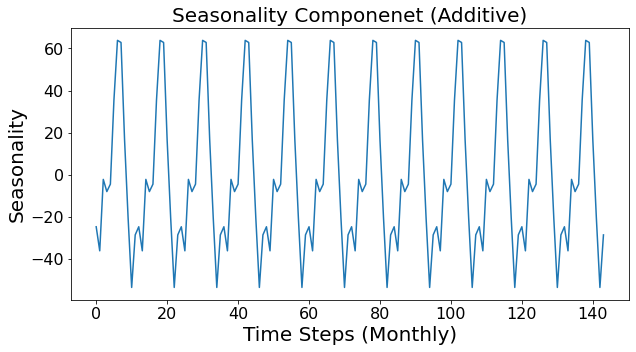 Seasonality Componenet (Additive)
60
40
20
0
−20
−40
Seasonality
0 20 40 60 80 100 120 140
Time Steps (Monthly)